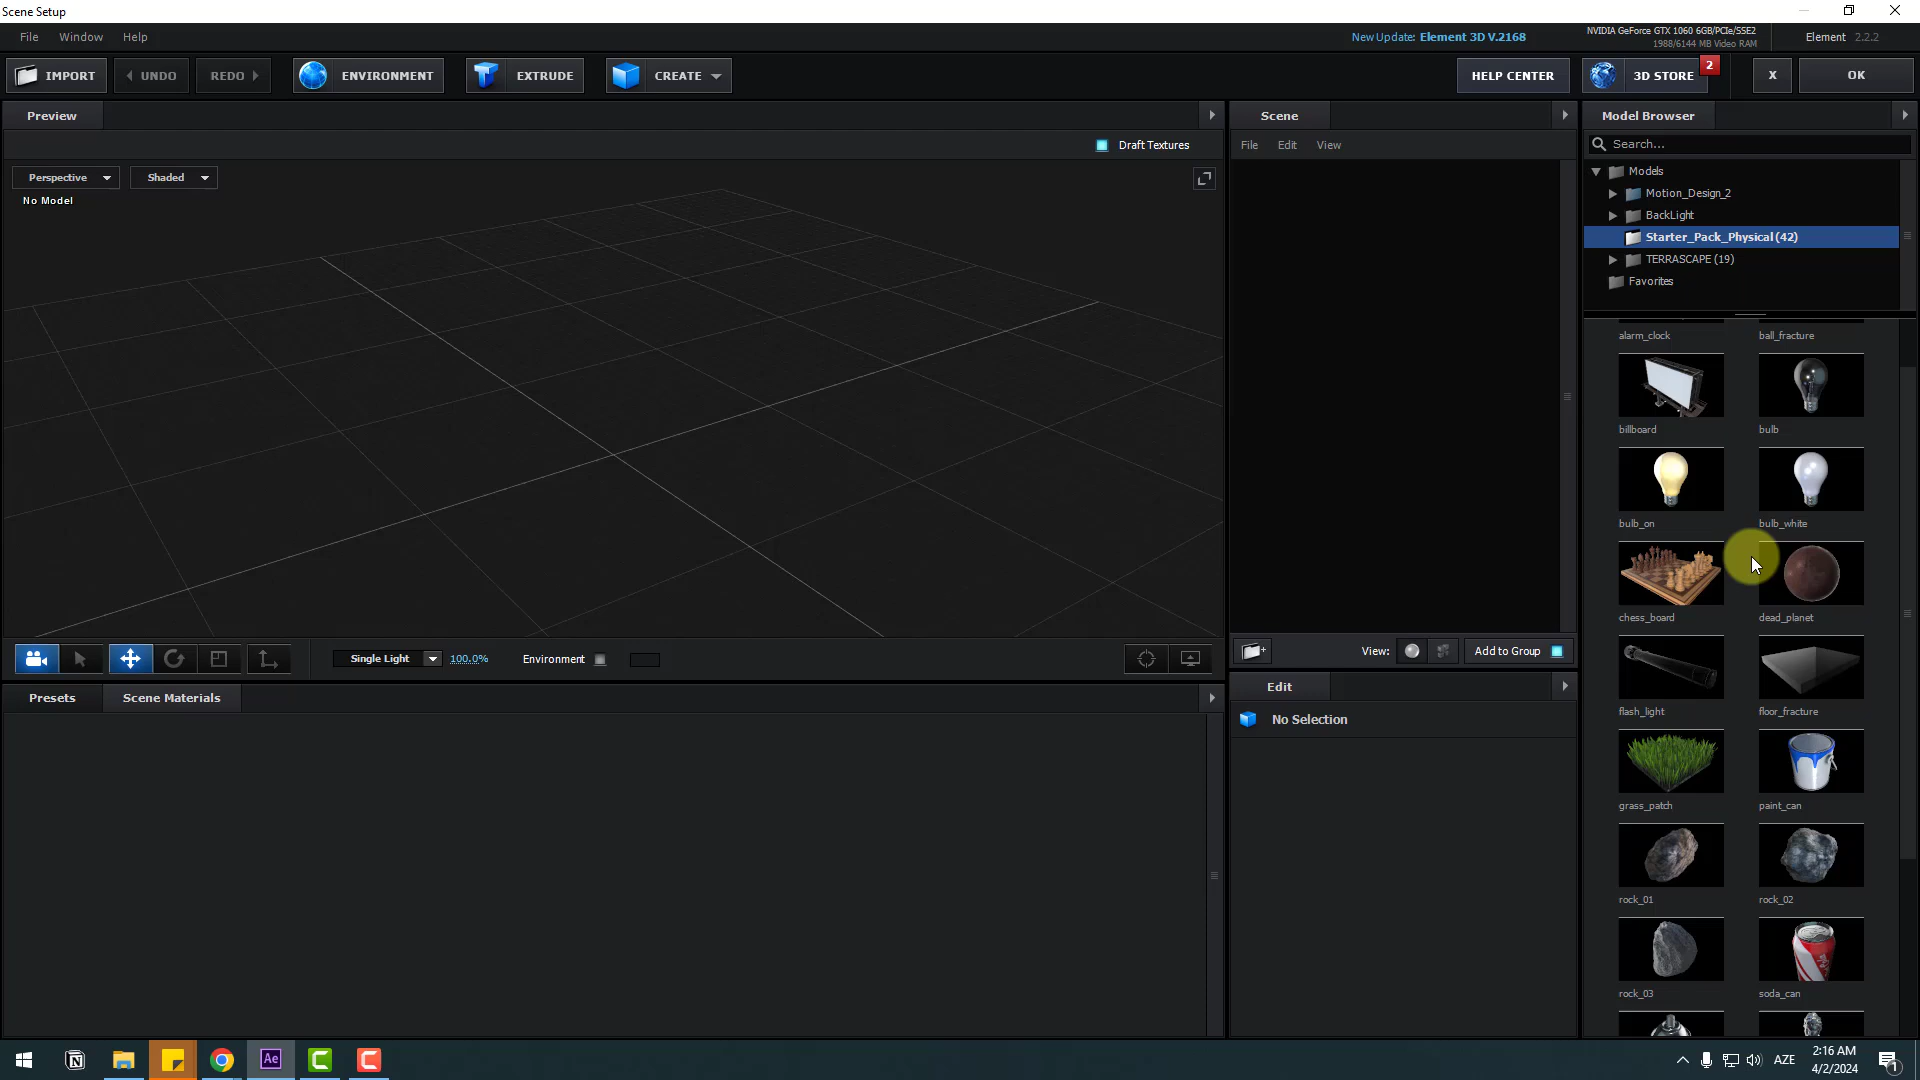 Scene Setup
File Window Help
New Update: Element 3D V.2168
NVIDIA GeForce GTX 1060 6GB/PCIe/SSE2
1988/6144 MB Video RAM
Element 2.2.2
IMPORT UNDO REDO ENVIRONMENT EXTRUDE CREATE HELP CENTER 3D STORE 2 X OK
Preview
Draft Textures
Perspective Shaded
No Model
Single Light 100.0% Environment
Presets Scene Materials
Scene
File Edit View
View: Add to Group
Edit
No Selection
Model Browser
Search...
Models
Motion_Design_2
BackLight
Starter_Pack_Physical (42)
TERRASCAPE (19)
Favorites
alarm_clock ball_fracture
billboard bulb
bulb_on bulb_white
chess_board dead_planet
flash_light floor_fracture
grass_patch paint_can
rock_01 rock_02
rock_03 soda_can
Ae
AZE
2:16 AM
4/2/2024
1